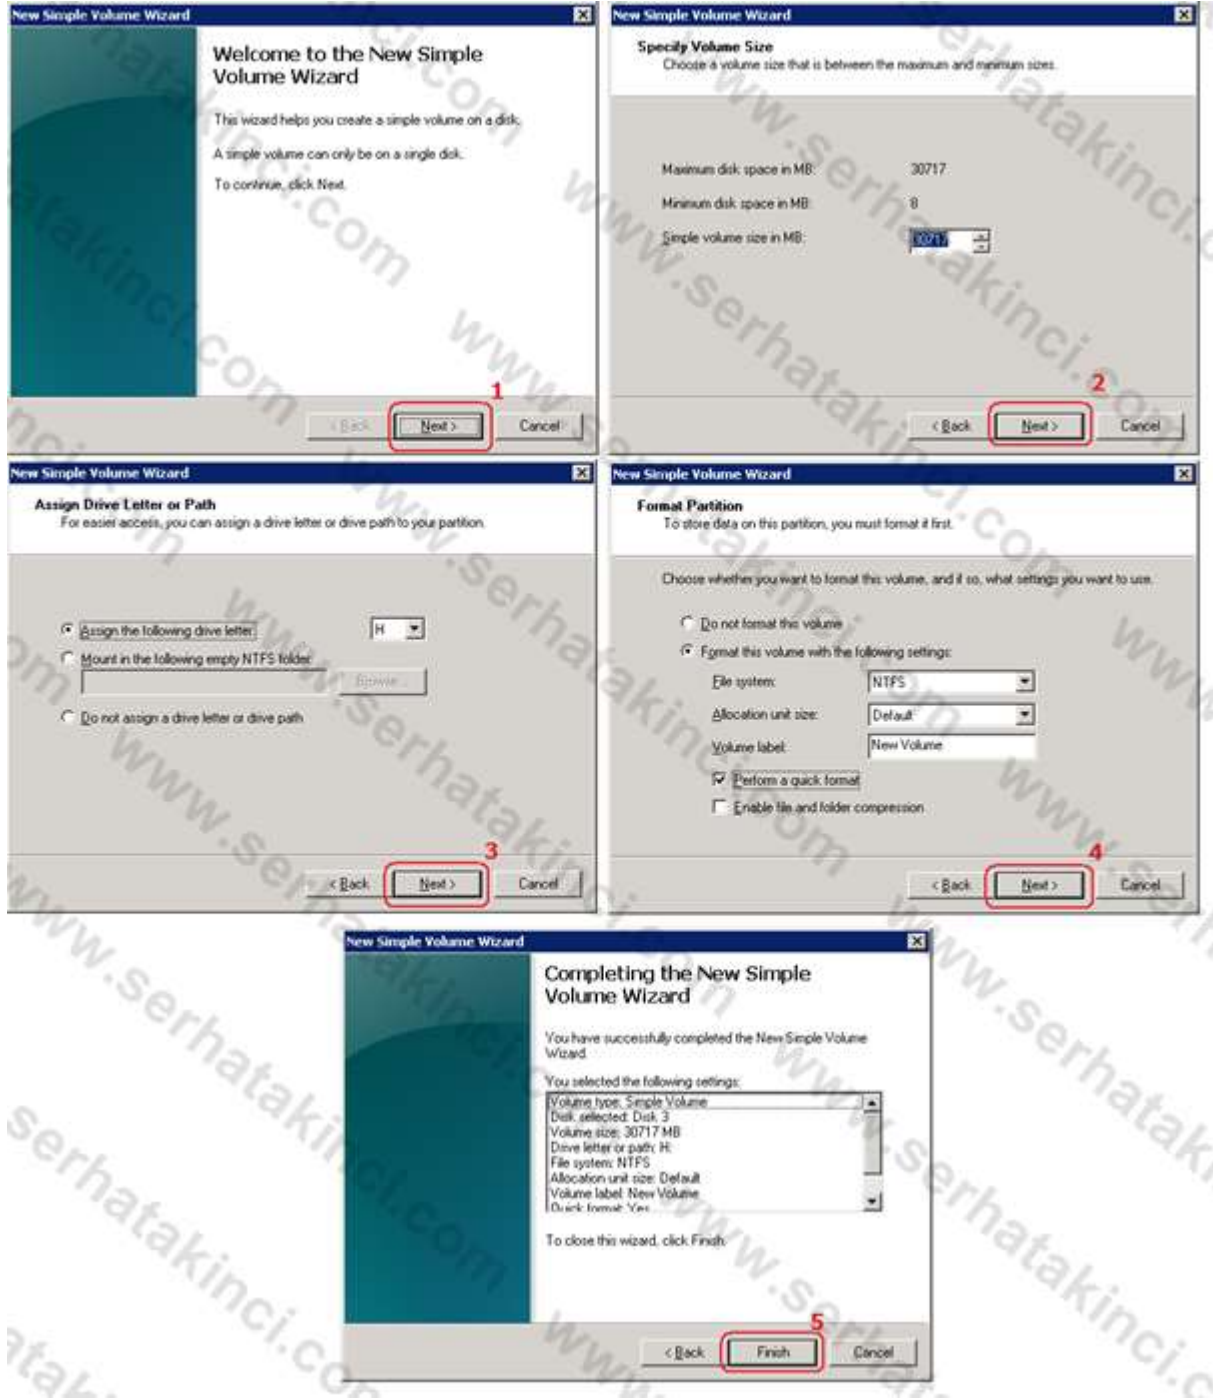 New Simple Volume Wizard
Welcome to the New Simple
Volume Wizard
This wizard helps you create a simple volume on a disk.
A simple volume can only be on a single disk.
To continue, click Next.
1
< Back
Next >
Cancel
New Simple Volume Wizard
Specify Volume Size
Choose a volume size that is between the maximum and minimum sizes.
Maximum disk space in MB:
30717
Minimum disk space in MB:
8
Simple volume size in MB:
30717
2
< Back
Next >
Cancel
New Simple Volume Wizard
Assign Drive Letter or Path
For easier access, you can assign a drive letter or drive path to your partition.
Assign the following drive letter:
H
Mount in the following empty NTFS folder:
Browse...
Do not assign a drive letter or drive path
3
< Back
Next >
Cancel
New Simple Volume Wizard
Format Partition
To store data on this partition, you must format it first.
Choose whether you want to format this volume, and if so, what settings you want to use.
Do not format this volume
Format this volume with the following settings:
File system:
NTFS
Allocation unit size:
Default
Volume label:
New Volume
Perform a quick format
Enable file and folder compression
4
< Back
Next >
Cancel
New Simple Volume Wizard
Completing the New Simple
Volume Wizard
You have successfully completed the New Simple Volume
Wizard.
You selected the following settings:
Volume type: Simple Volume
Disk selected: Disk 3
Volume size: 30717 MB
Drive letter or path: H:
File system: NTFS
Allocation unit size: Default
Volume label: New Volume
Quick format: Yes
To close this wizard, click Finish.
5
< Back
Finish
Cancel
www.serhatakinci.com